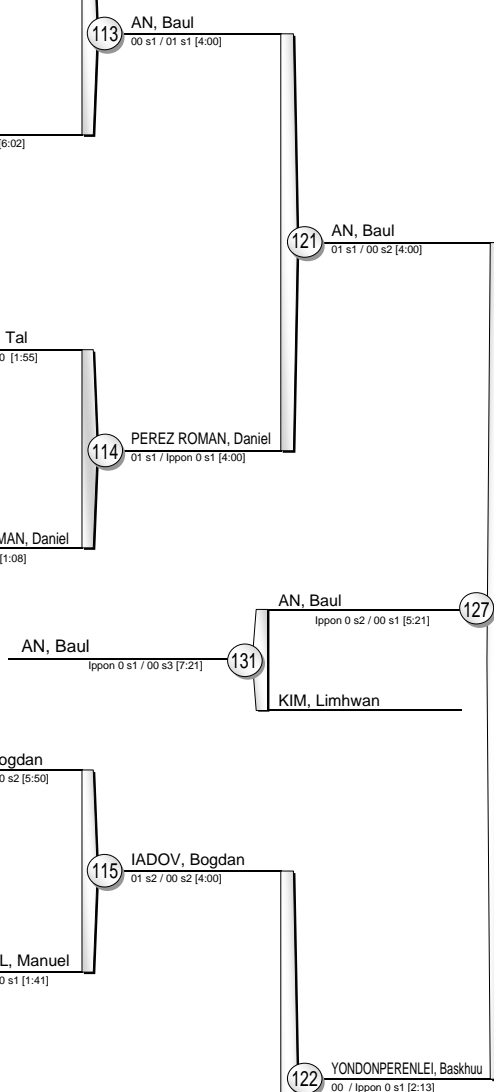 113
AN, Baul
00 s1 / 01 s1 [4:00]
[6:02]
121
AN, Baul
01 s1 / 00 s2 [4:00]
Tal
0 [1:55]
114
PEREZ ROMAN, Daniel
01 s1 / Ippon 0 s1 [4:00]
MAN, Daniel
[1:08]
AN, Baul
Ippon 0 s2 / 00 s1 [5:21]
127
AN, Baul
Ippon 0 s1 / 00 s3 [7:21]
131
KIM, Limhwan
ogdan
0 s2 [5:50]
115
IADOV, Bogdan
01 s2 / 00 s2 [4:00]
L, Manuel
0 s1 [1:41]
122
YONDONPERENLEI, Baskhuu
00 / Ippon 0 s1 [2:13]